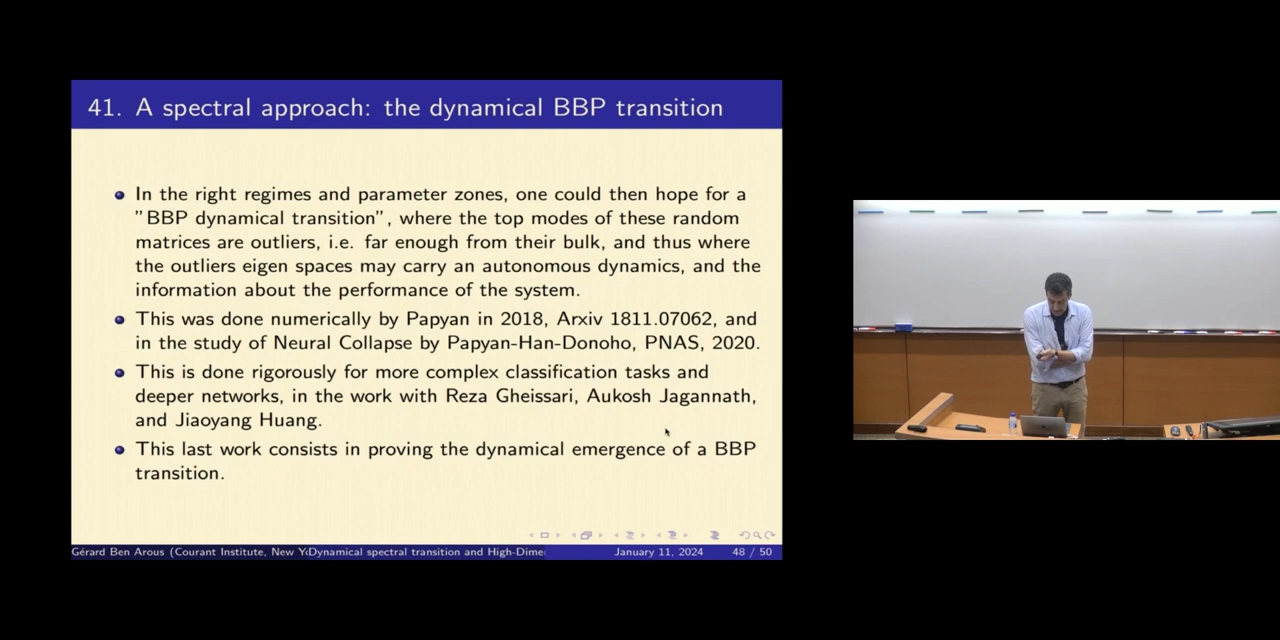 41. A spectral approach: the dynamical BBP transition
In the right regimes and parameter zones, one could then hope for a
"BBP dynamical transition", where the top modes of these random
matrices are outliers, i.e. far enough from their bulk, and thus where
the outliers eigen spaces may carry an autonomous dynamics, and the
information about the performance of the system.
This was done numerically by Papyan in 2018, Arxiv 1811.07062, and
in the study of Neural Collapse by Papyan-Han-Donoho, PNAS, 2020.
This is done rigorously for more complex classification tasks and
deeper networks, in the work with Reza Gheissari, Aukosh Jagannath,
and Jiaoyang Huang.
This last work consists in proving the dynamical emergence of a BBP
transition.
Gérard Ben Arous (Courant Institute, New Yo Dynamical spectral transition and High-Dime January 11, 2024 48 / 50